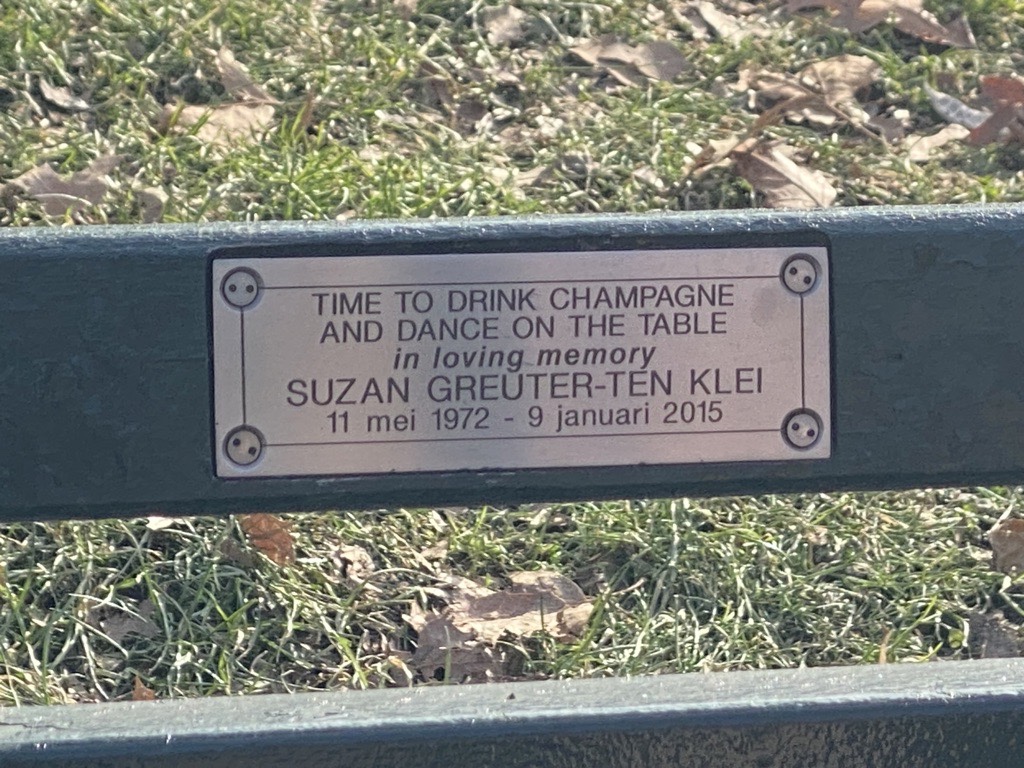 TIME TO DRINK CHAMPAGNE
AND DANCE ON THE TABLE
in loving memory
SUZAN GREUTER-TEN KLEI
11 mei 1972 - 9 januari 2015